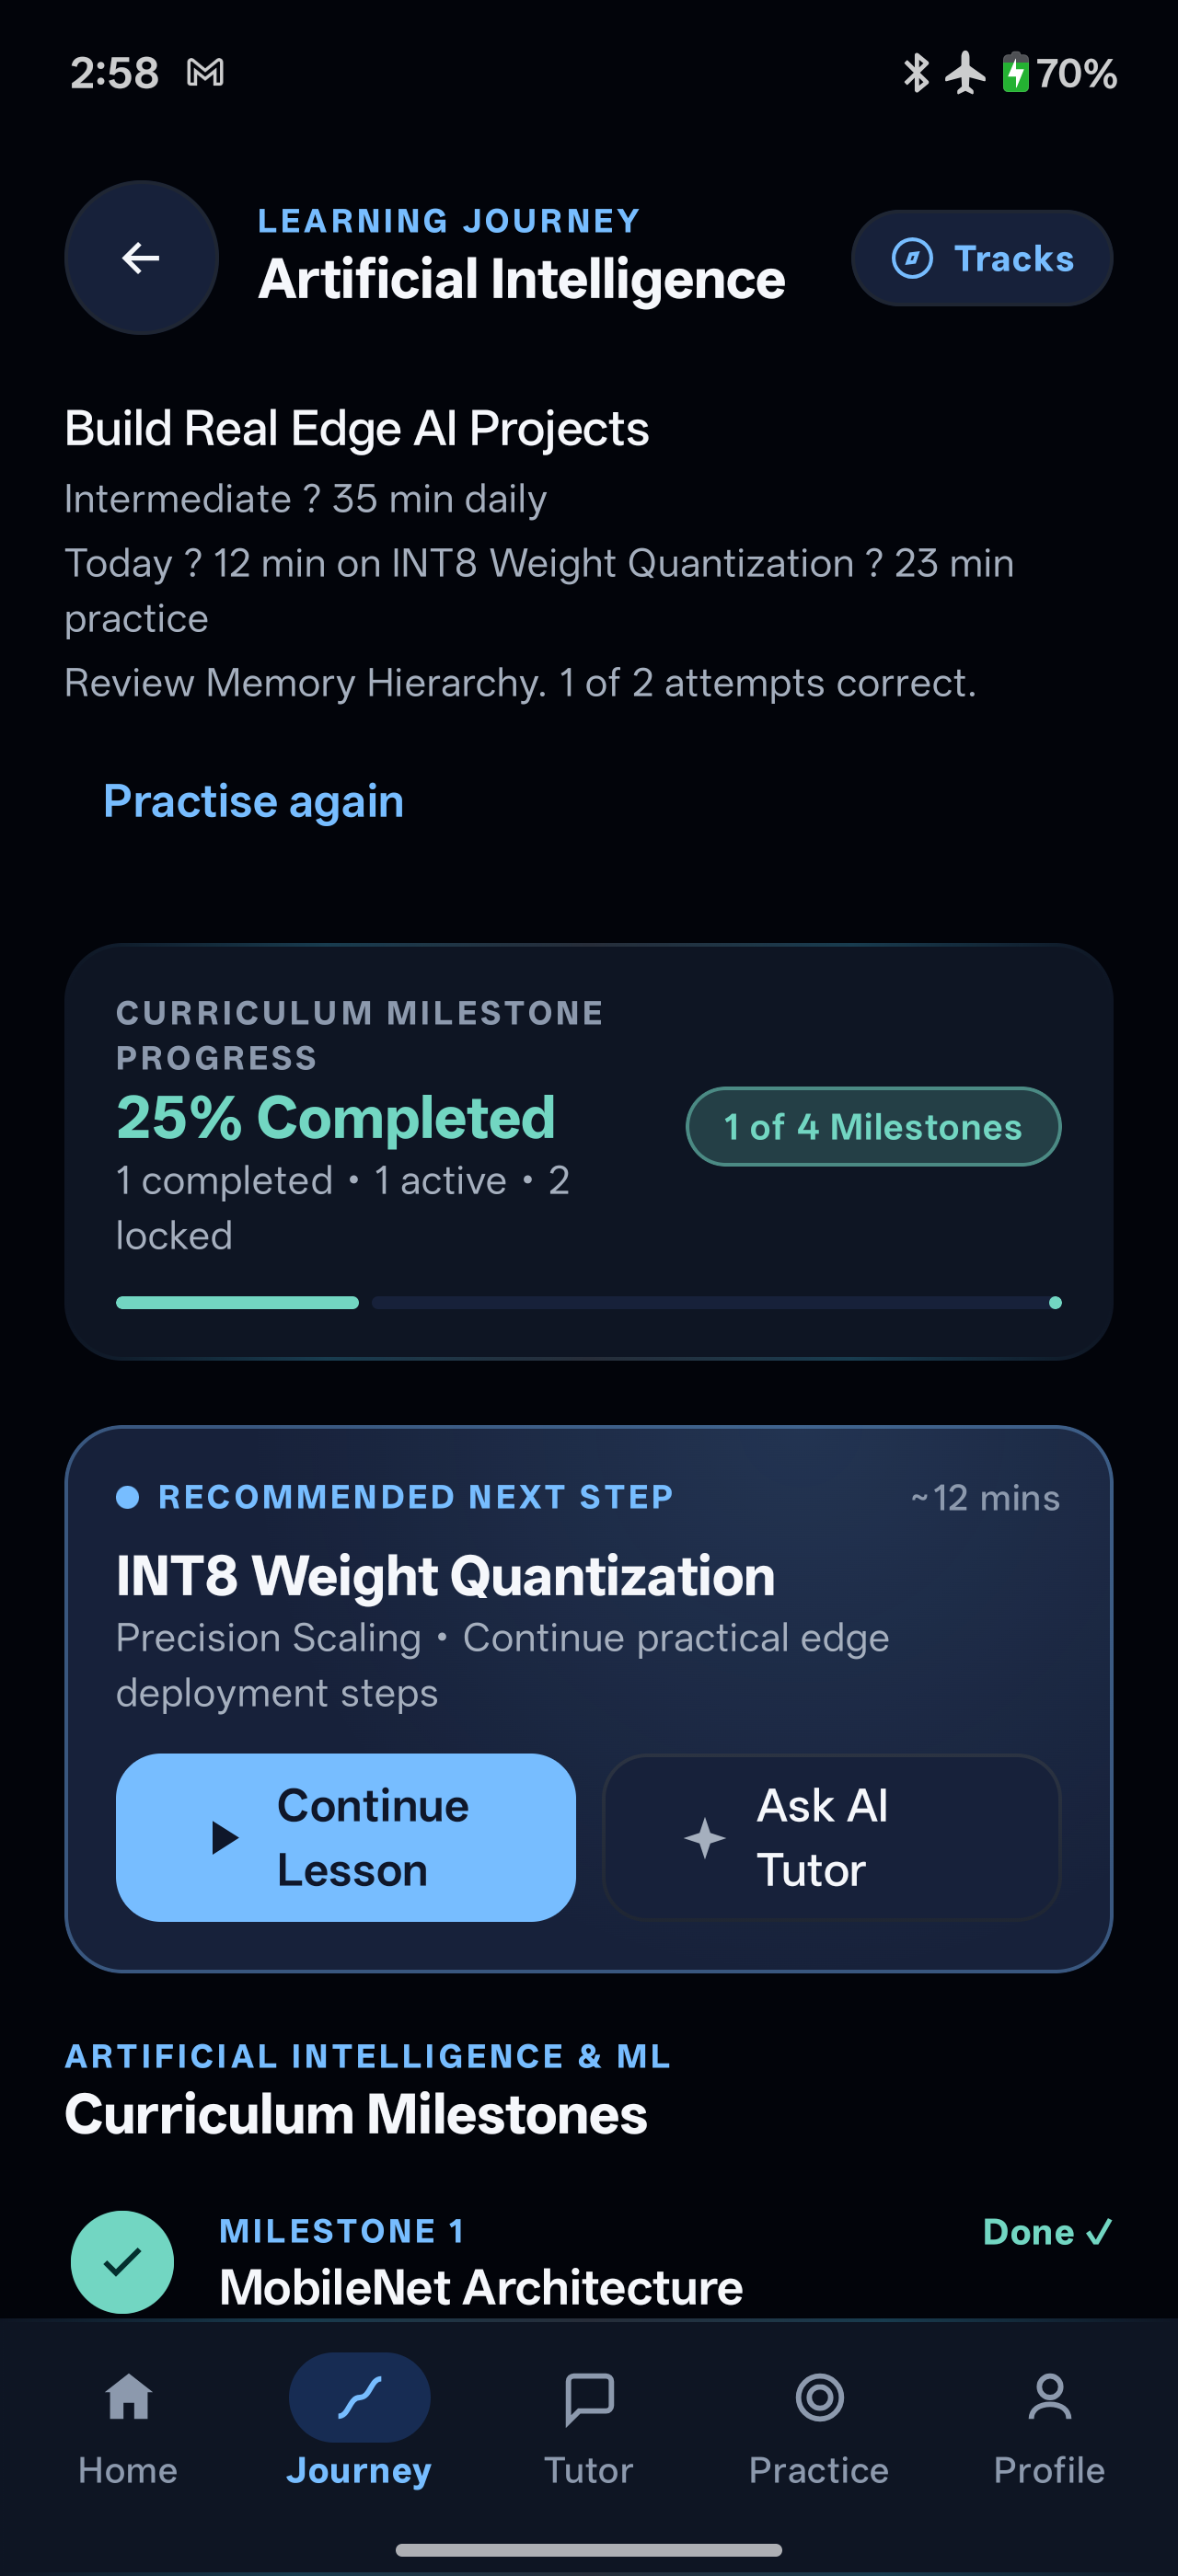 2:58
70%
LEARNING JOURNEY
Artificial Intelligence
Tracks
Build Real Edge AI Projects
Intermediate ? 35 min daily
Today ? 12 min on INT8 Weight Quantization ? 23 min
practice
Review Memory Hierarchy. 1 of 2 attempts correct.
Practise again
CURRICULUM MILESTONE
PROGRESS
25% Completed
1 of 4 Milestones
1 completed • 1 active • 2
locked
RECOMMENDED NEXT STEP
~12 mins
INT8 Weight Quantization
Precision Scaling • Continue practical edge
deployment steps
Continue
Lesson
Ask AI
Tutor
ARTIFICIAL INTELLIGENCE & ML
Curriculum Milestones
MILESTONE 1
Done ✓
MobileNet Architecture
Home
Journey
Tutor
Practice
Profile